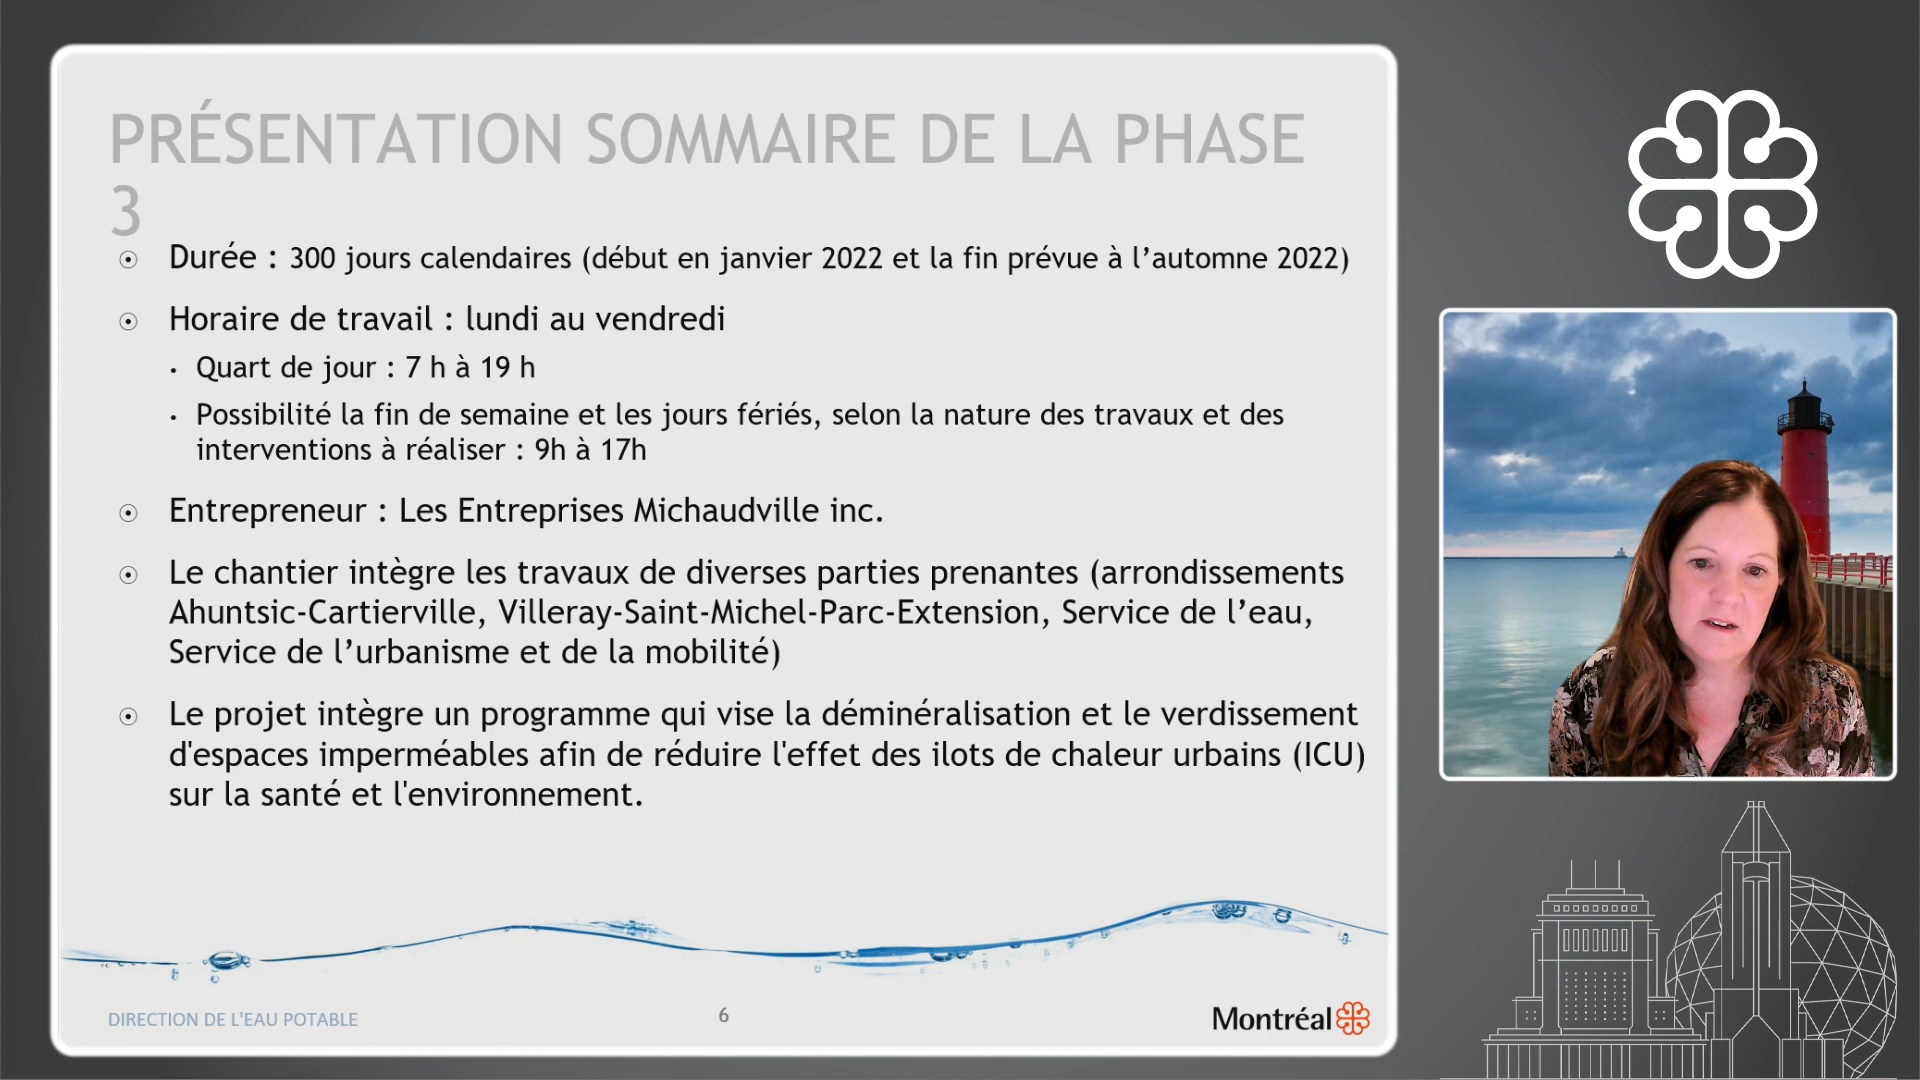 PRÉSENTATION SOMMAIRE DE LA PHASE
3
Durée : 300 jours calendaires (début en janvier 2022 et la fin prévue à l’automne 2022)
Horaire de travail : lundi au vendredi
Quart de jour : 7 h à 19 h
Possibilité la fin de semaine et les jours fériés, selon la nature des travaux et des
interventions à réaliser : 9h à 17h
Entrepreneur : Les Entreprises Michaudville inc.
Le chantier intègre les travaux de diverses parties prenantes (arrondissements
Ahuntsic-Cartierville, Villeray-Saint-Michel-Parc-Extension, Service de l’eau,
Service de l’urbanisme et de la mobilité)
Le projet intègre un programme qui vise la déminéralisation et le verdissement
d'espaces imperméables afin de réduire l'effet des ilots de chaleur urbains (ICU)
sur la santé et l'environnement.
DIRECTION DE L'EAU POTABLE
6
Montréal